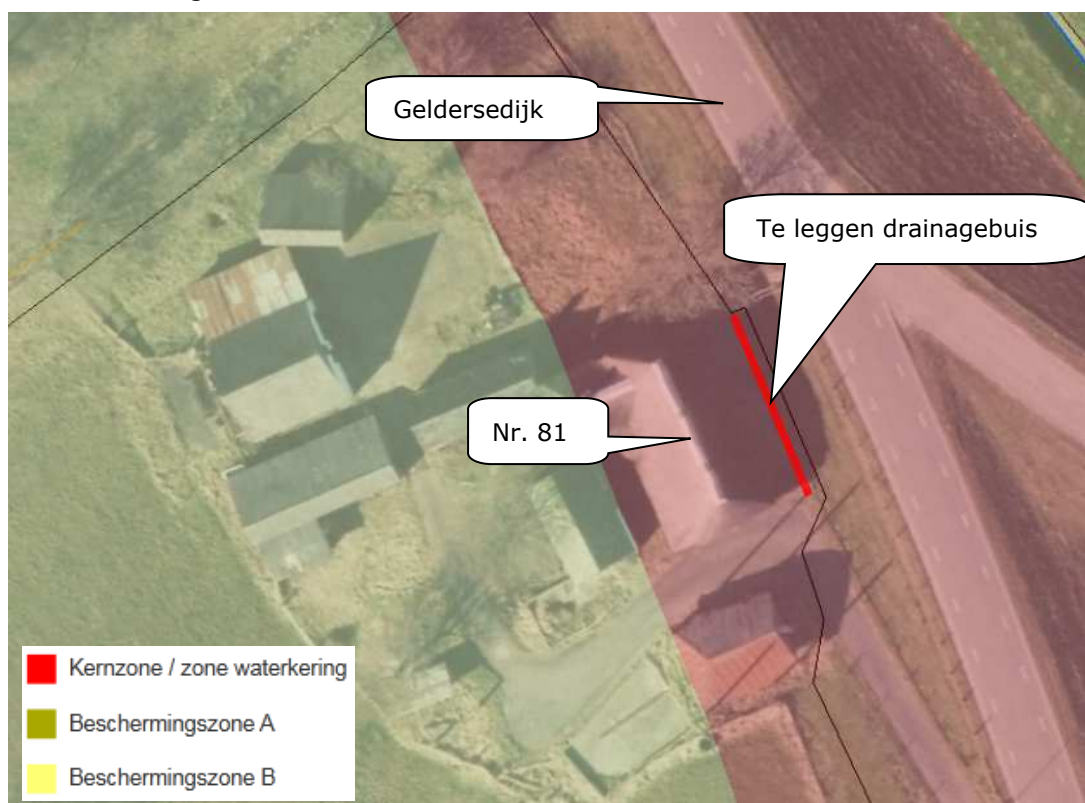 Geldersedijk
Te leggen drainagebuis
Nr. 81
Kernzone / zone waterkering
Beschermingszone A
Beschermingszone B